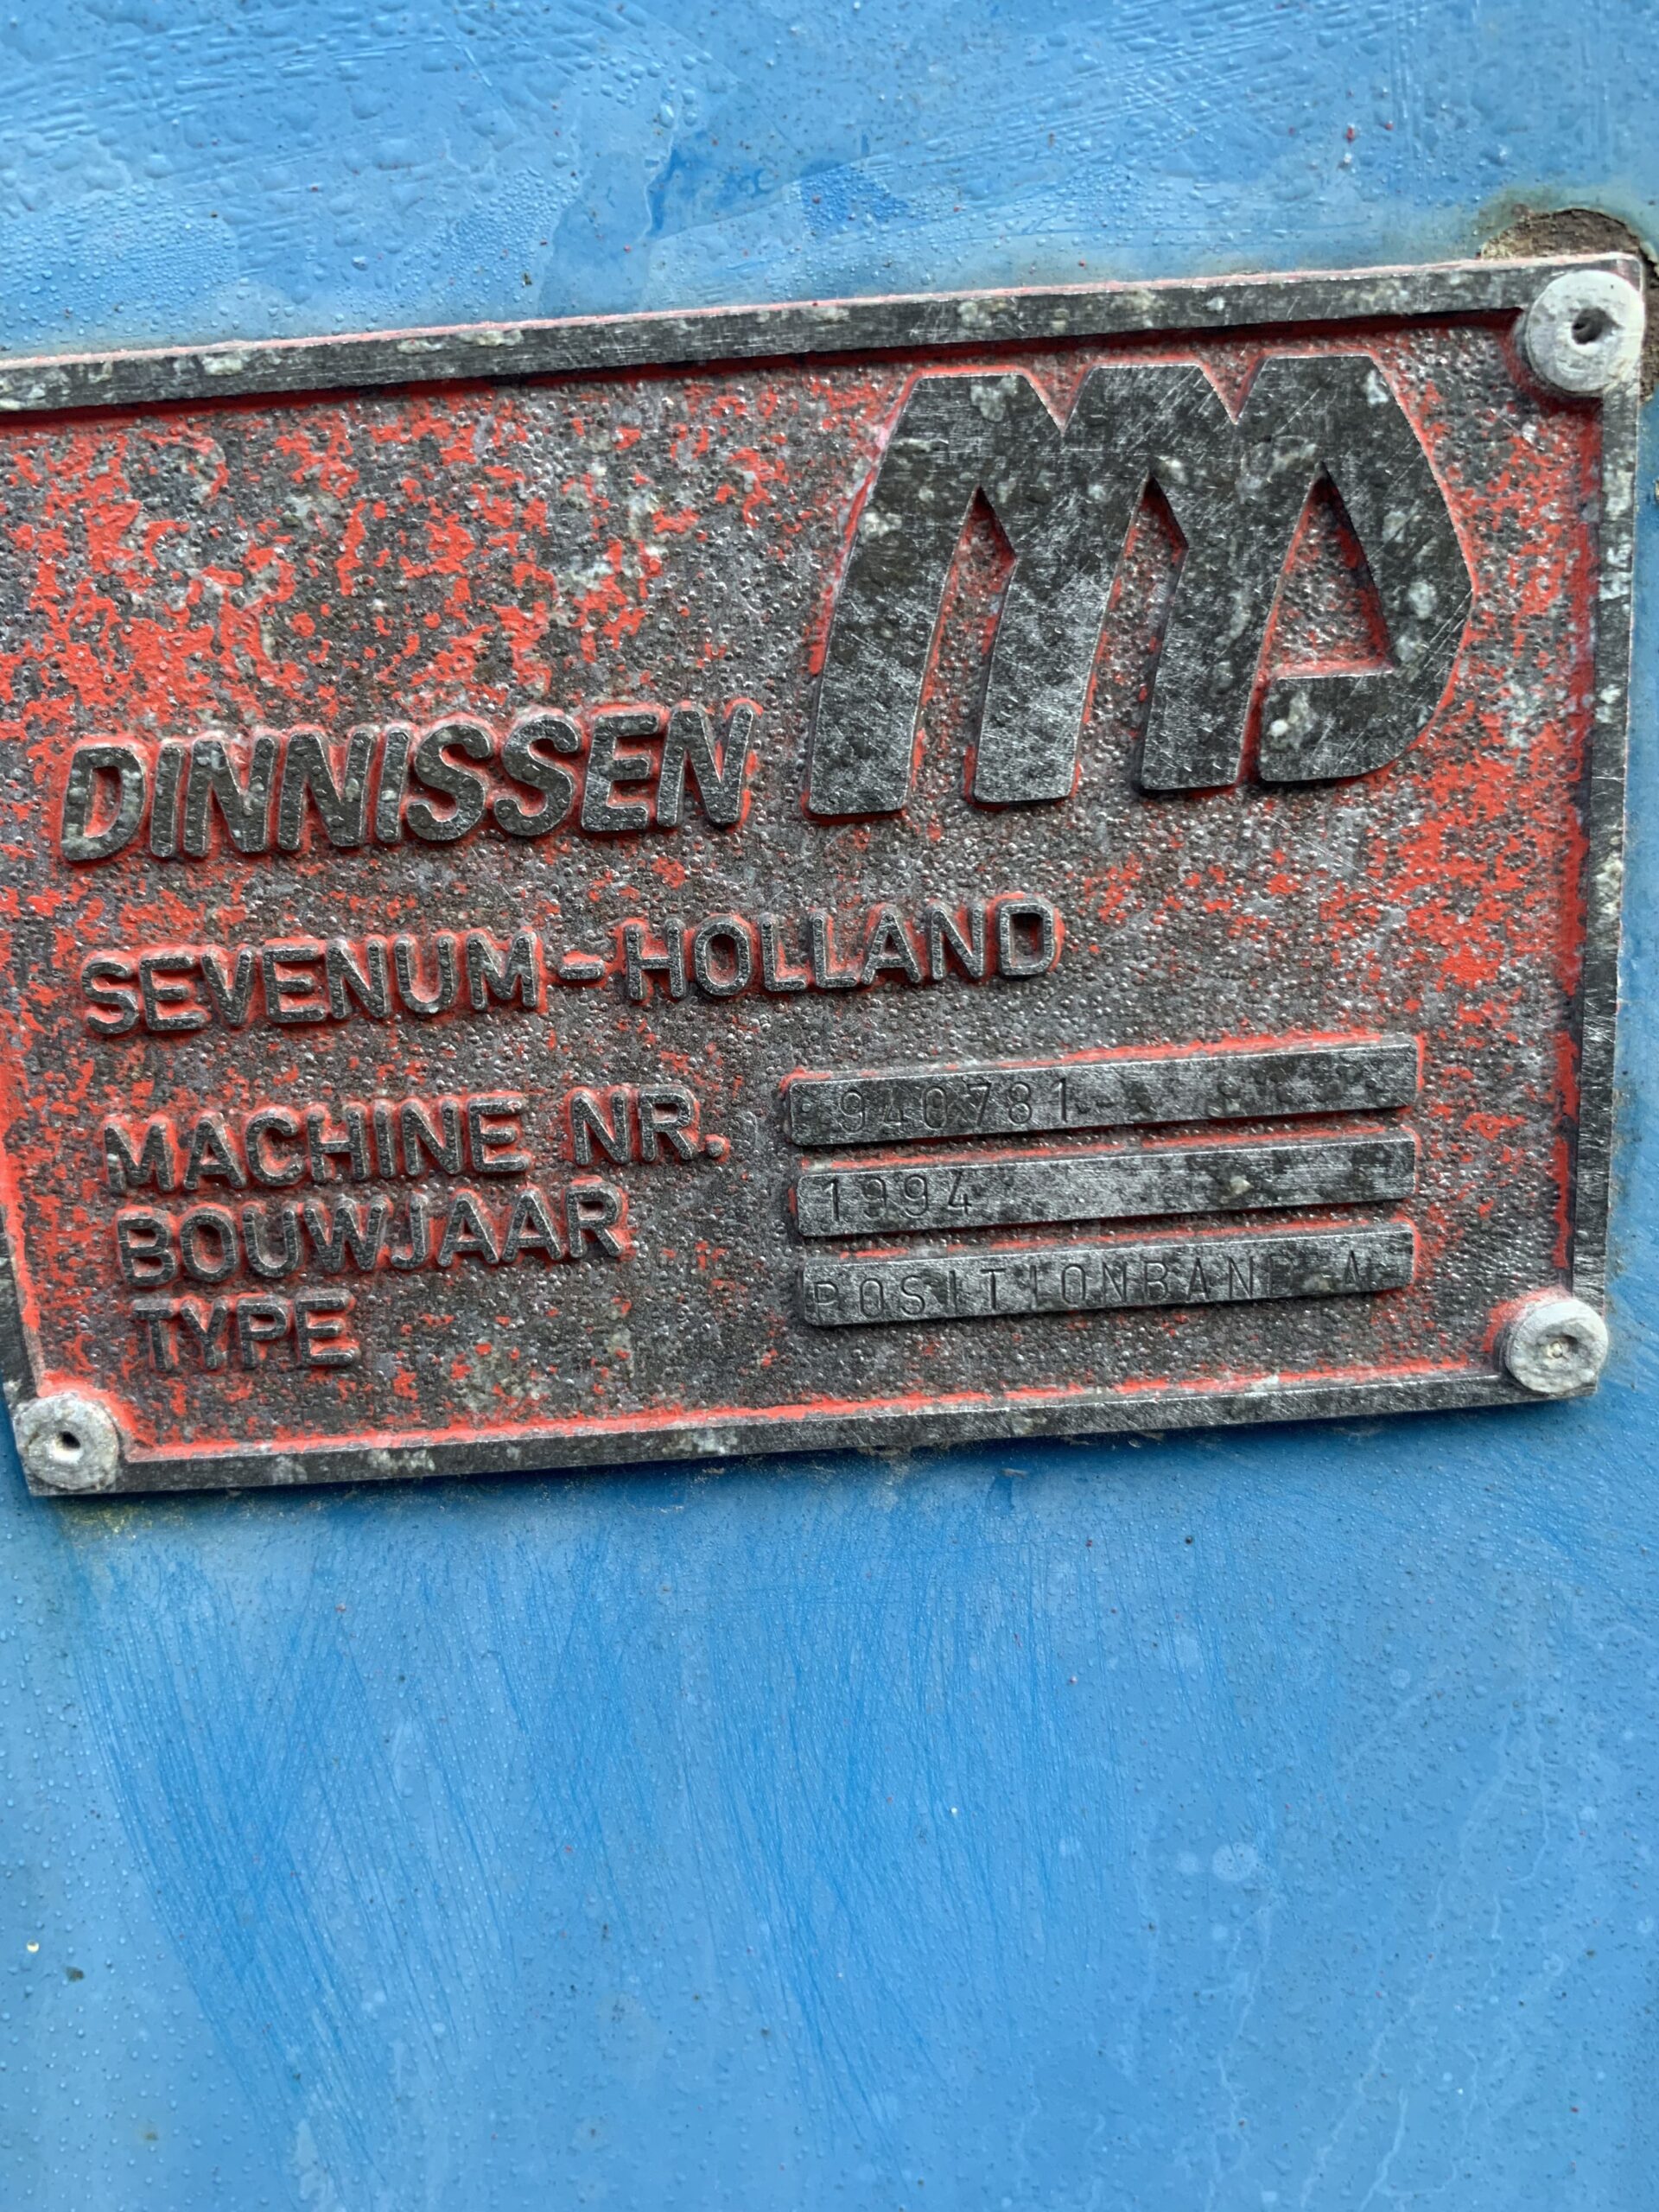 DINNISSEN
SEVENUM-HOLLAND
MACHINE NR. 940781-
BOUWJAAR 1994
TYPE